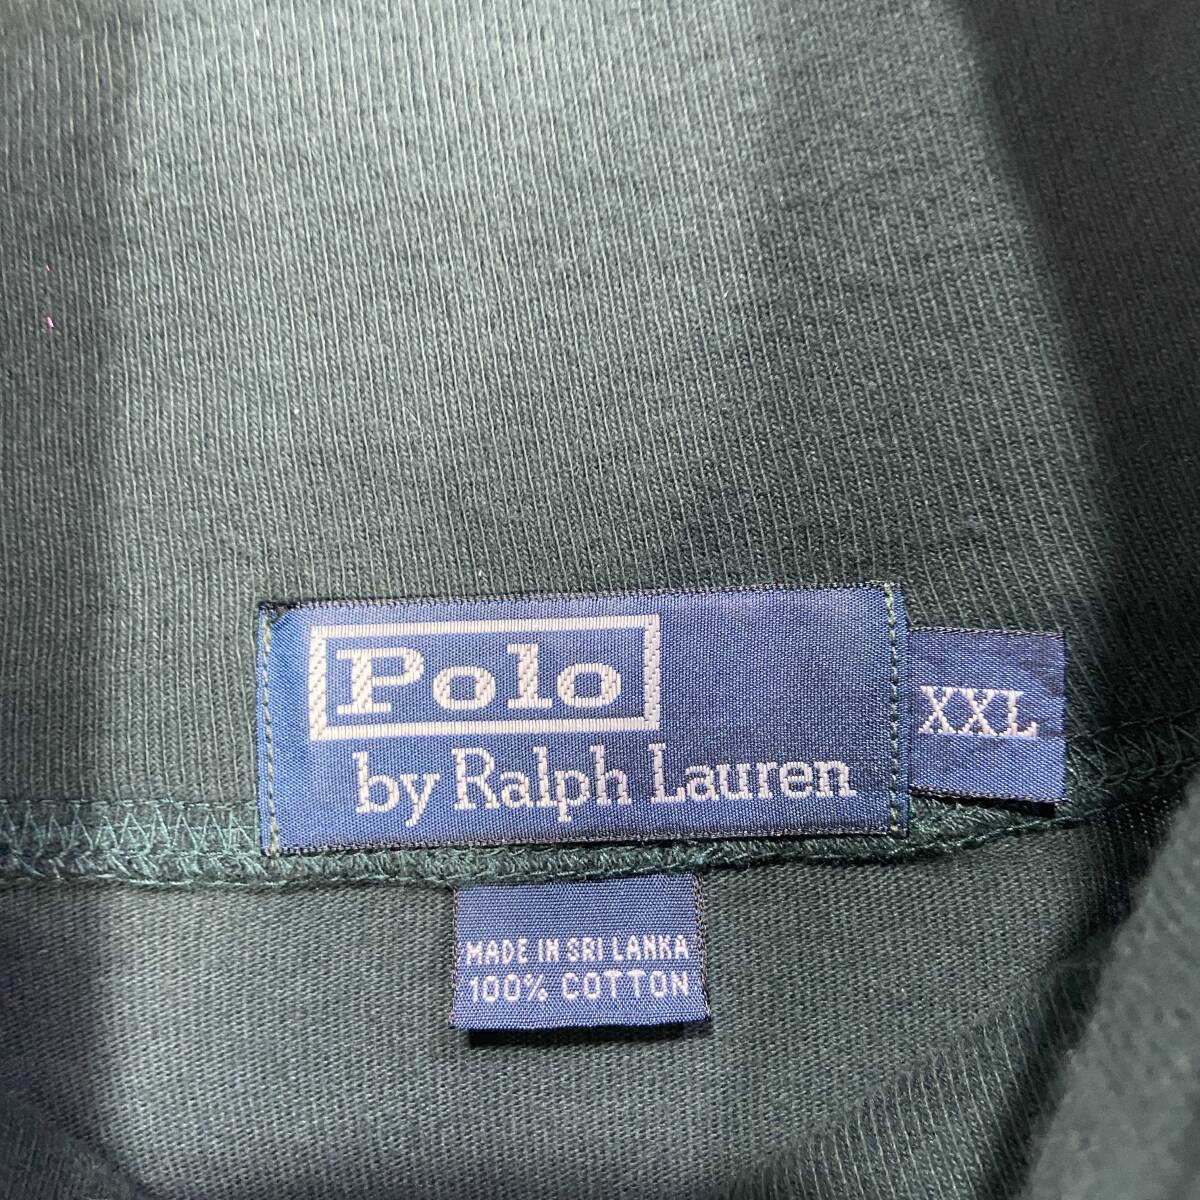 Polo
by Ralph Lauren
XXL
MADE IN SRI LANKA
100% COTTON